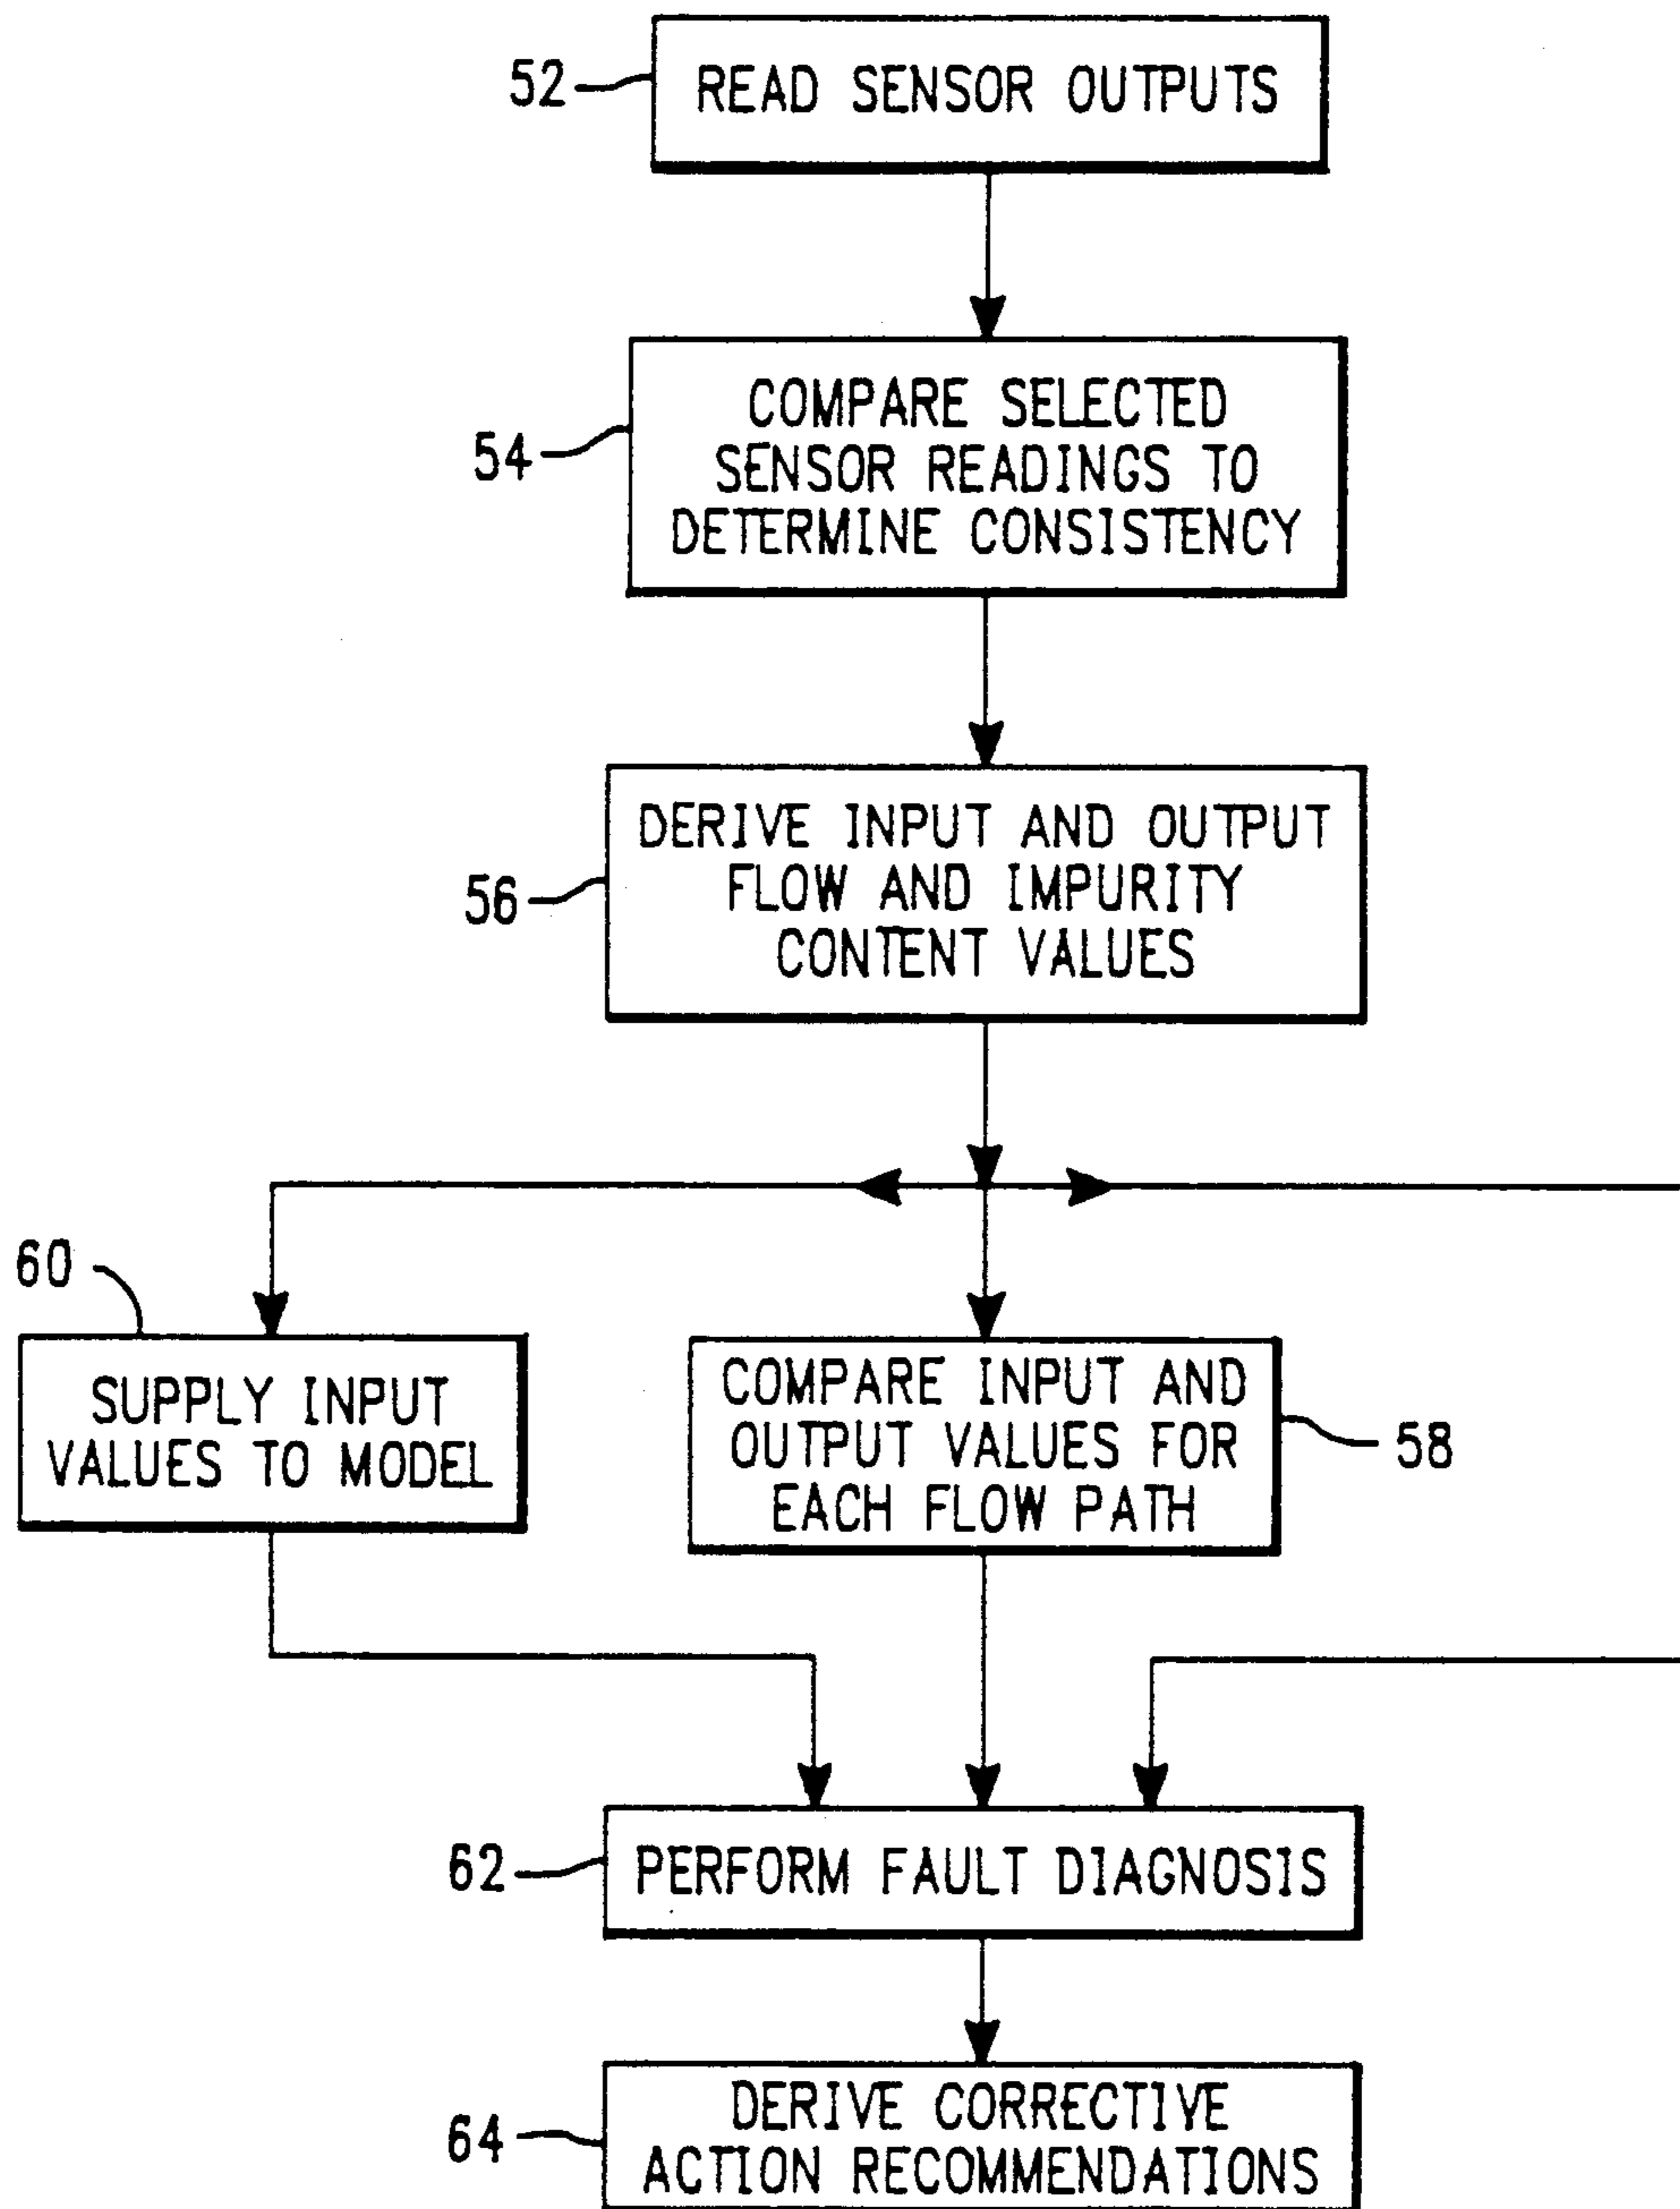 52
READ SENSOR OUTPUTS
54
COMPARE SELECTED
SENSOR READINGS TO
DETERMINE CONSISTENCY
56
DERIVE INPUT AND OUTPUT
FLOW AND IMPURITY
CONTENT VALUES
60
SUPPLY INPUT
VALUES TO MODEL
COMPARE INPUT AND
OUTPUT VALUES FOR
EACH FLOW PATH
58
62
PERFORM FAULT DIAGNOSIS
64
DERIVE CORRECTIVE
ACTION RECOMMENDATIONS